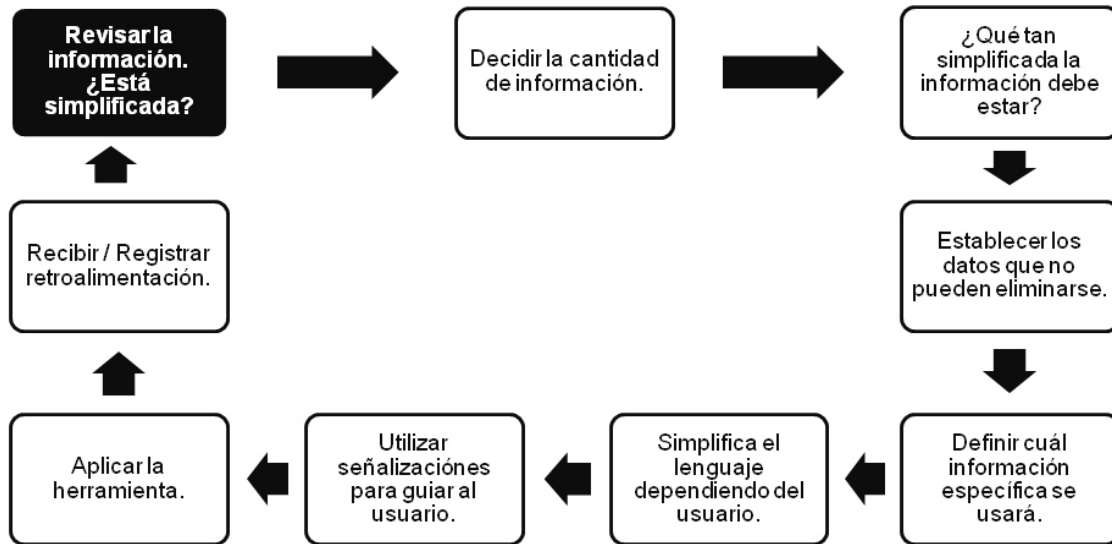 Revisar la
información.
¿Está
simplificada?
Decidir la cantidad
de información.
¿Qué tan
simplificada la
información debe
estar?
Establecer los
datos que no
pueden eliminarse.
Definir cuál
información
específica se
usará.
Simplifica el
lenguaje
dependiendo del
usuario.
Utilizar
señalizaciónes
para guiar al
usuario.
Aplicar la
herramienta.
Recibir / Registrar
retroalimentación.